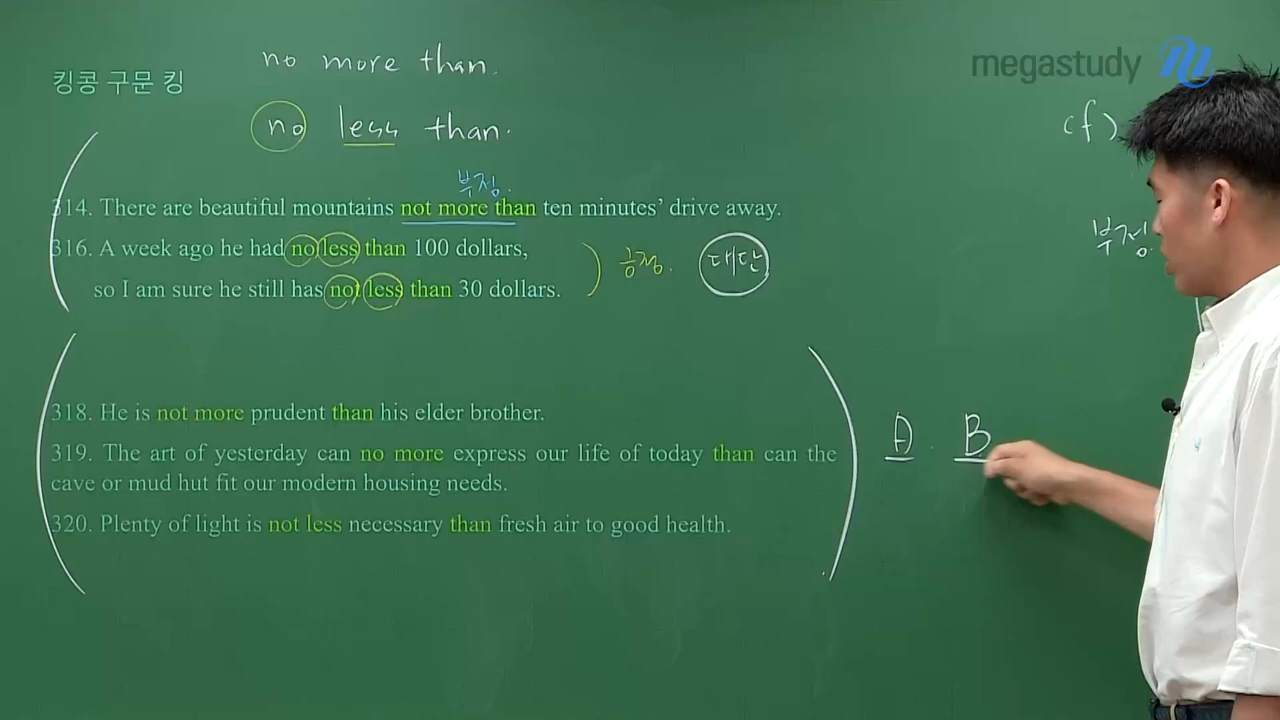 no more than.
megastudy
킹콩 구문 킹
cf)
no less than.
부정.
314. There are beautiful mountains not more than ten minutes' drive away.
부정.
316. A week ago he had no less than 100 dollars,
긍정. 대단
so I am sure he still has not less than 30 dollars.
318. He is not more prudent than his elder brother.
A . B
319. The art of yesterday can no more express our life of today than can the
cave or mud hut fit our modern housing needs.
320. Plenty of light is not less necessary than fresh air to good health.